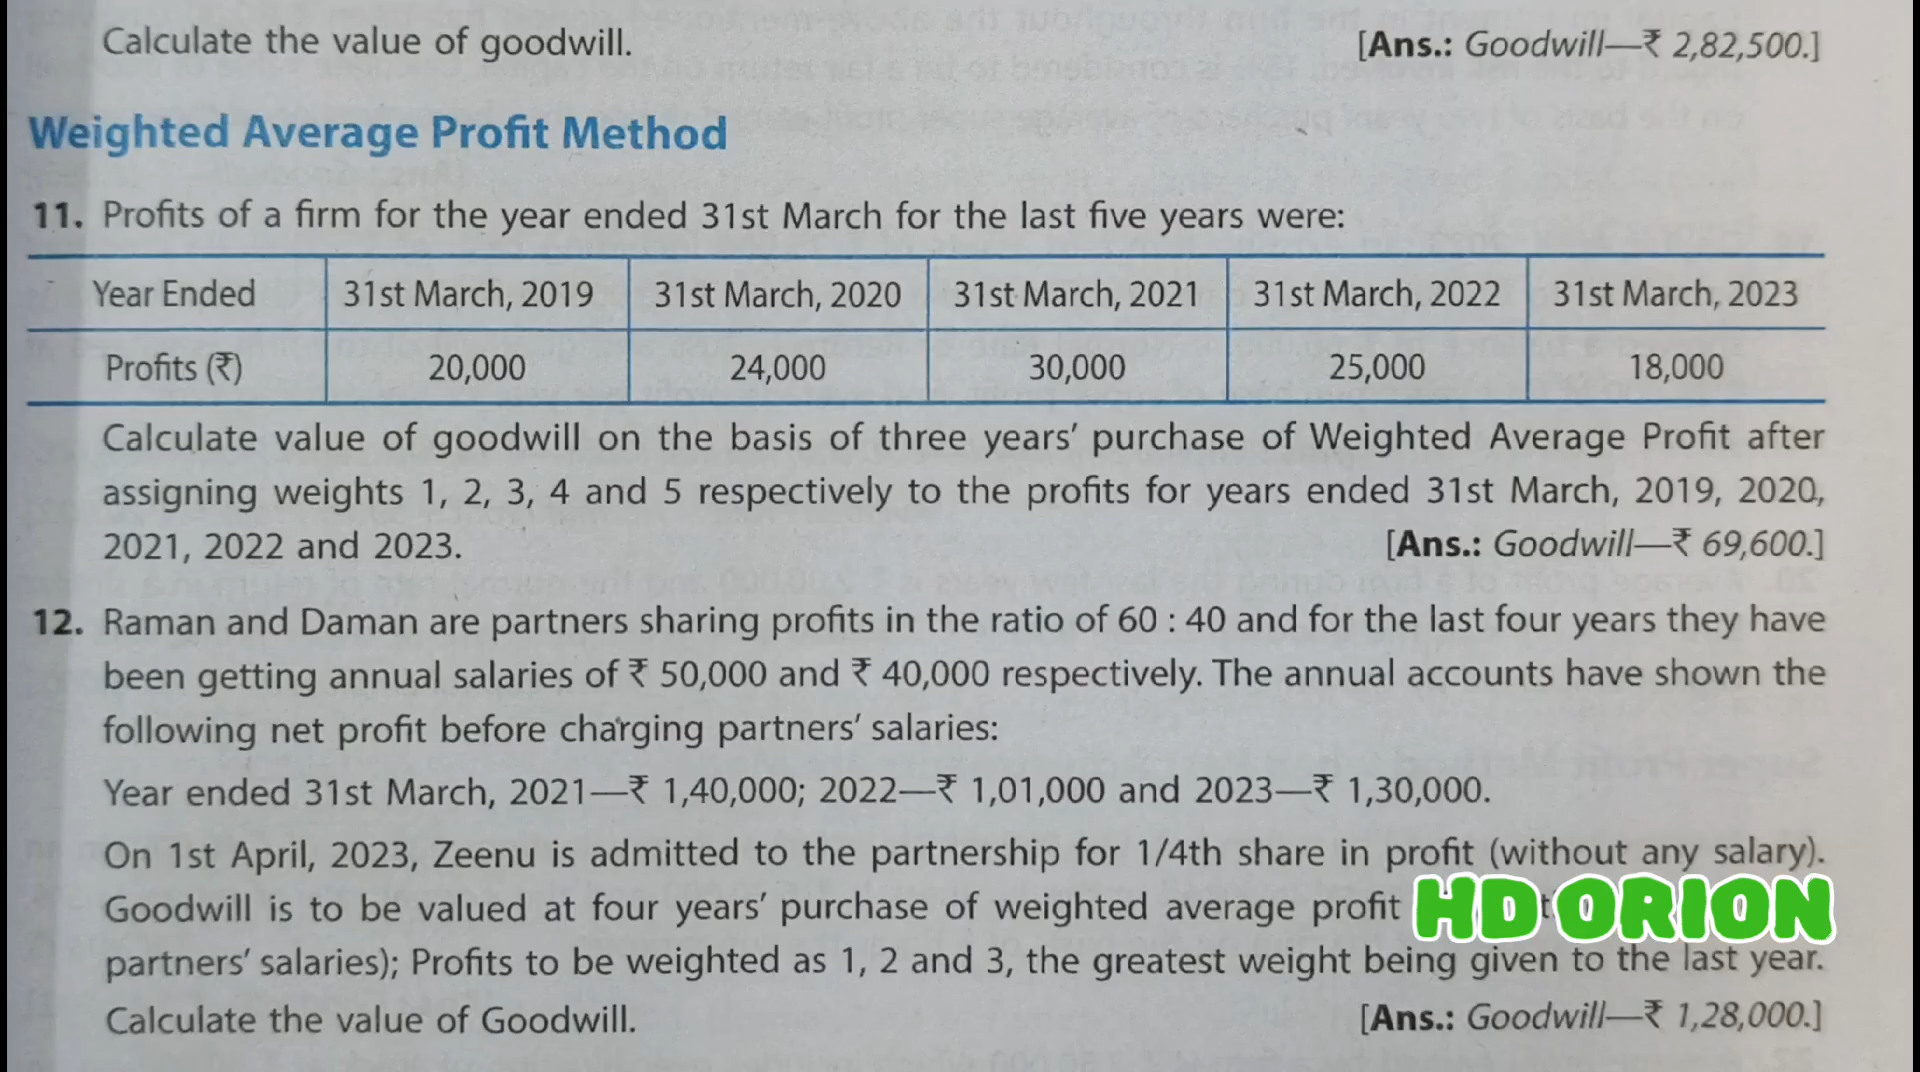 Calculate the value of goodwill. [Ans.: Goodwill—₹ 2,82,500.]
Weighted Average Profit Method
11. Profits of a firm for the year ended 31st March for the last five years were:
Year Ended 31st March, 2019 31st March, 2020 31st March, 2021 31st March, 2022 31st March, 2023
Profits (₹) 20,000 24,000 30,000 25,000 18,000
Calculate value of goodwill on the basis of three years' purchase of Weighted Average Profit after
assigning weights 1, 2, 3, 4 and 5 respectively to the profits for years ended 31st March, 2019, 2020,
2021, 2022 and 2023. [Ans.: Goodwill—₹ 69,600.]
12. Raman and Daman are partners sharing profits in the ratio of 60 : 40 and for the last four years they have
been getting annual salaries of ₹ 50,000 and ₹ 40,000 respectively. The annual accounts have shown the
following net profit before charging partners' salaries:
Year ended 31st March, 2021—₹ 1,40,000; 2022—₹ 1,01,000 and 2023—₹ 1,30,000.
On 1st April, 2023, Zeenu is admitted to the partnership for 1/4th share in profit (without any salary).
Goodwill is to be valued at four years' purchase of weighted average profit HD ORION
partners' salaries); Profits to be weighted as 1, 2 and 3, the greatest weight being given to the last year.
Calculate the value of Goodwill. [Ans.: Goodwill—₹ 1,28,000.]